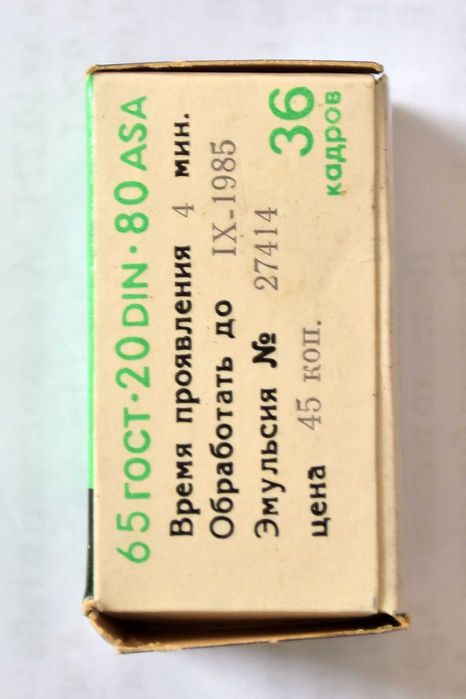 65 ГОСТ·20 DIN·80 ASA
Время проявления 4 мин.
Обработать до IX-1985
Эмульсия № 27414
цена 45 коп.
36
кадров